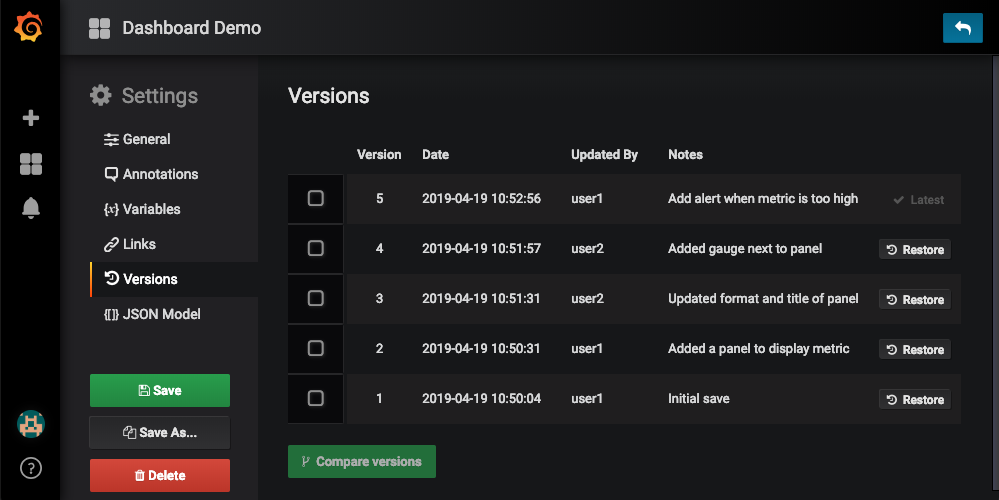 Dashboard Demo
Settings
General
Annotations
{x} Variables
Links
Versions
{[]} JSON Model
Save
Save As...
Delete
Versions
Version Date Updated By Notes
5 2019-04-19 10:52:56 user1 Add alert when metric is too high Latest
4 2019-04-19 10:51:57 user2 Added gauge next to panel Restore
3 2019-04-19 10:51:31 user2 Updated format and title of panel Restore
2 2019-04-19 10:50:31 user1 Added a panel to display metric Restore
1 2019-04-19 10:50:04 user1 Initial save Restore
Compare versions